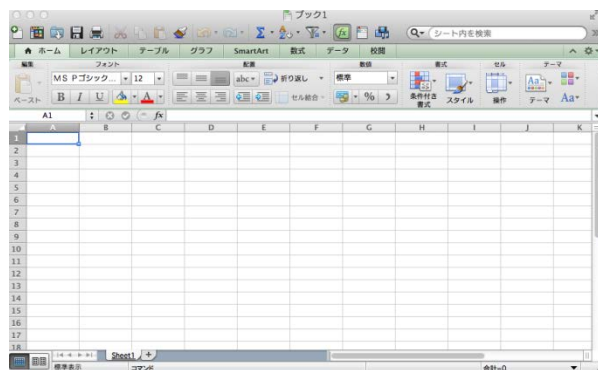 ブック1
シート内を検索
ホーム レイアウト テーブル グラフ SmartArt 数式 データ 校閲
編集 フォント 配置 数値 書式 セル テーマ
MS Pゴシック... 12 abc 折り返し 標準
ペースト B I U A セル結合 % 条件付き書式 スタイル 操作 Aa テーマ Aa
A1 fx
A B C D E F G H I J K
1
2
3
4
5
6
7
8
9
10
11
12
13
14
15
16
17
18
Sheet1 +
標準表示 コマンド 合計=0